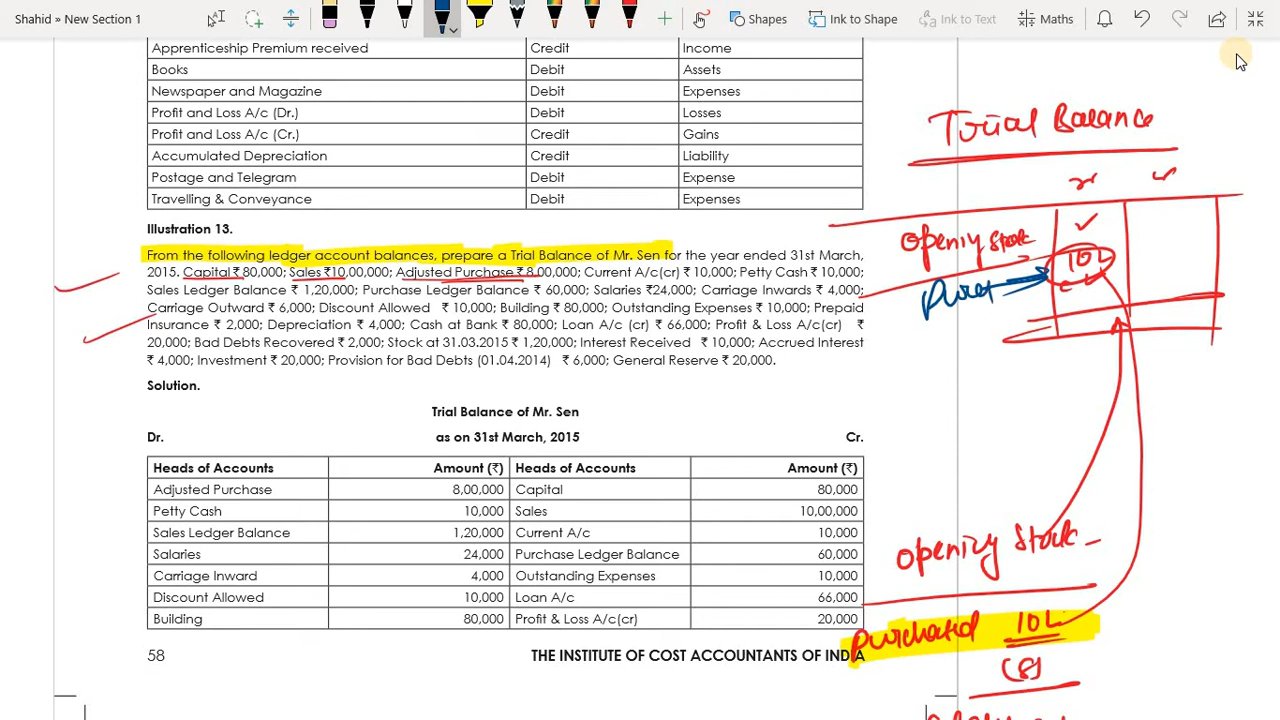 Shahid » New Section 1
Shapes
Ink to Shape
Ink to Text
Maths
Apprenticeship Premium received Credit Income
Books Debit Assets
Newspaper and Magazine Debit Expenses
Profit and Loss A/c (Dr.) Debit Losses
Profit and Loss A/c (Cr.) Credit Gains
Accumulated Depreciation Credit Liability
Postage and Telegram Debit Expense
Travelling & Conveyance Debit Expenses
Illustration 13.
From the following ledger account balances, prepare a Trial Balance of Mr. Sen for the year ended 31st March,
2015. Capital ₹ 80,000; Sales ₹10,00,000; Adjusted Purchase ₹ 8,00,000; Current A/c(cr) ₹ 10,000; Petty Cash ₹ 10,000;
Sales Ledger Balance ₹ 1,20,000; Purchase Ledger Balance ₹ 60,000; Salaries ₹24,000; Carriage Inwards ₹ 4,000;
Carriage Outward ₹ 6,000; Discount Allowed ₹ 10,000; Building ₹ 80,000; Outstanding Expenses ₹ 10,000; Prepaid
Insurance ₹ 2,000; Depreciation ₹ 4,000; Cash at Bank ₹ 80,000; Loan A/c (cr) ₹ 66,000; Profit & Loss A/c(cr) ₹
20,000; Bad Debts Recovered ₹ 2,000; Stock at 31.03.2015 ₹ 1,20,000; Interest Received ₹ 10,000; Accrued Interest
₹ 4,000; Investment ₹ 20,000; Provision for Bad Debts (01.04.2014) ₹ 6,000; General Reserve ₹ 20,000.
Solution.
Trial Balance of Mr. Sen
Dr. as on 31st March, 2015 Cr.
Heads of Accounts Amount (₹) Heads of Accounts Amount (₹)
Adjusted Purchase 8,00,000 Capital 80,000
Petty Cash 10,000 Sales 10,00,000
Sales Ledger Balance 1,20,000 Current A/c 10,000
Salaries 24,000 Purchase Ledger Balance 60,000
Carriage Inward 4,000 Outstanding Expenses 10,000
Discount Allowed 10,000 Loan A/c 66,000
Building 80,000 Profit & Loss A/c(cr) 20,000
58 THE INSTITUTE OF COST ACCOUNTANTS OF INDIA
Trial Balance
opening stock
10L
opening stock
purchased 10L
(8)